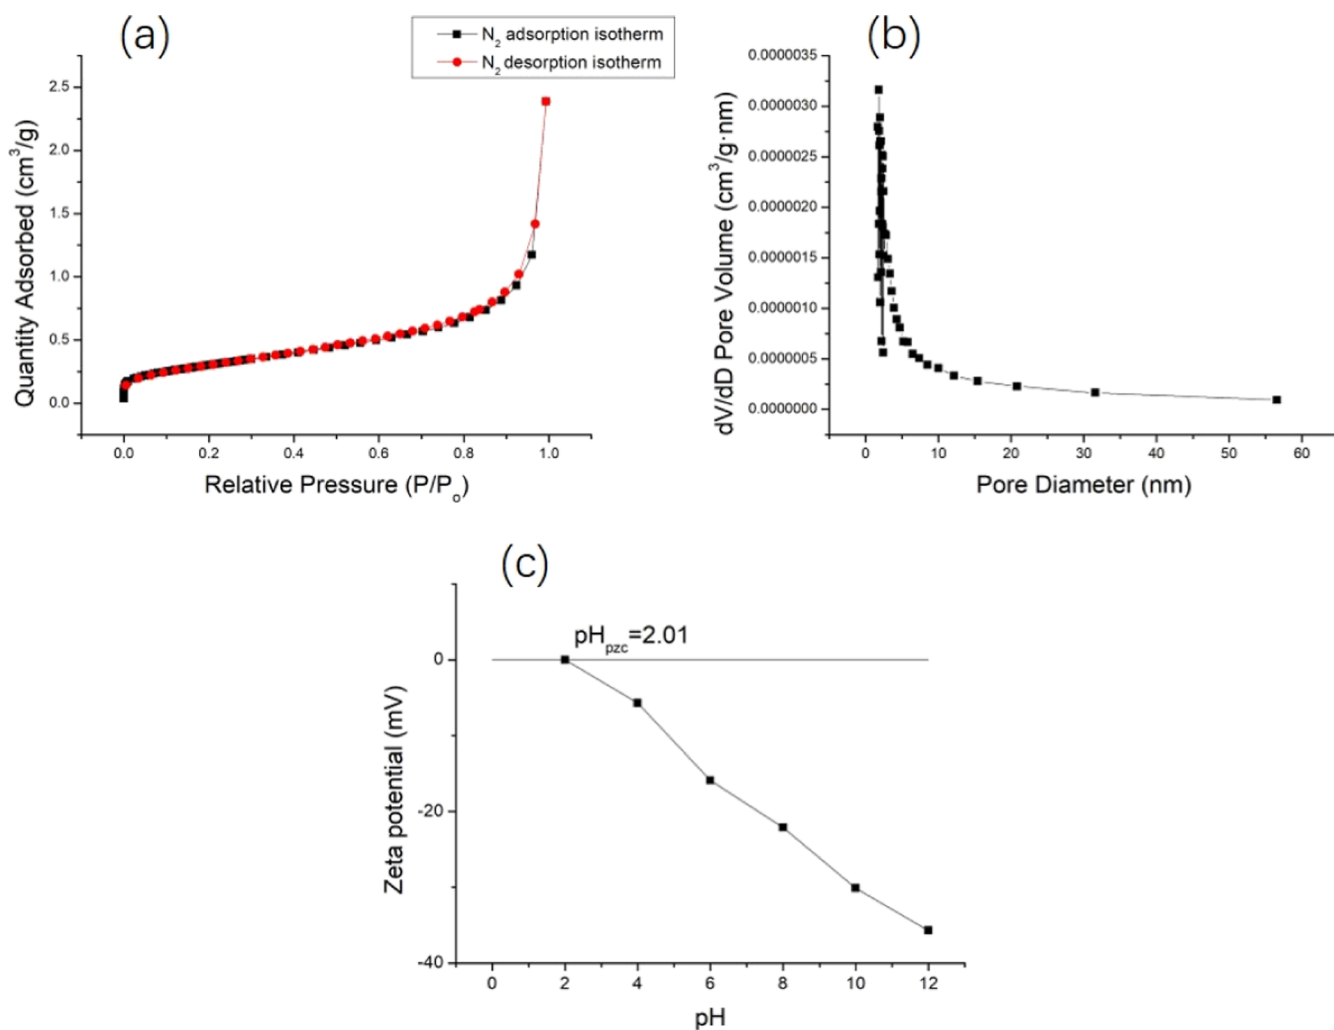 (a)
N2 adsorption isotherm
N2 desorption isotherm
Quantity Adsorbed (cm3/g)
2.5
2.0
1.5
1.0
0.5
0.0
0.0 0.2 0.4 0.6 0.8 1.0
Relative Pressure (P/Po)
(b)
dV/dD Pore Volume (cm3/g·nm)
0.0000035
0.0000030
0.0000025
0.0000020
0.0000015
0.0000010
0.0000005
0.0000000
0 10 20 30 40 50 60
Pore Diameter (nm)
(c)
pHpzc=2.01
Zeta potential (mV)
0
-20
-40
0 2 4 6 8 10 12
pH